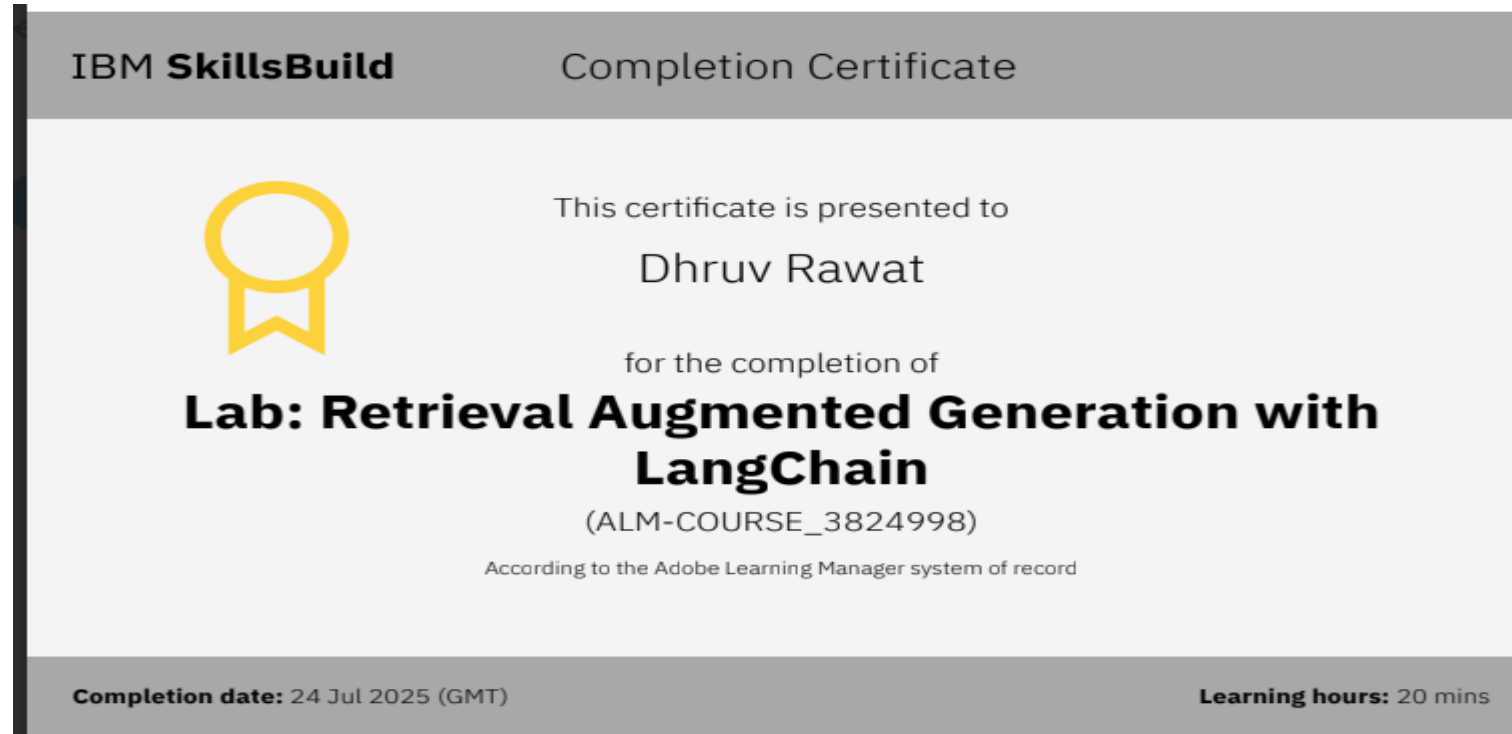 IBM SkillsBuild
Completion Certificate
This certificate is presented to
Dhruv Rawat
for the completion of
Lab: Retrieval Augmented Generation with
LangChain
(ALM-COURSE_3824998)
According to the Adobe Learning Manager system of record
Completion date: 24 Jul 2025 (GMT)
Learning hours: 20 mins